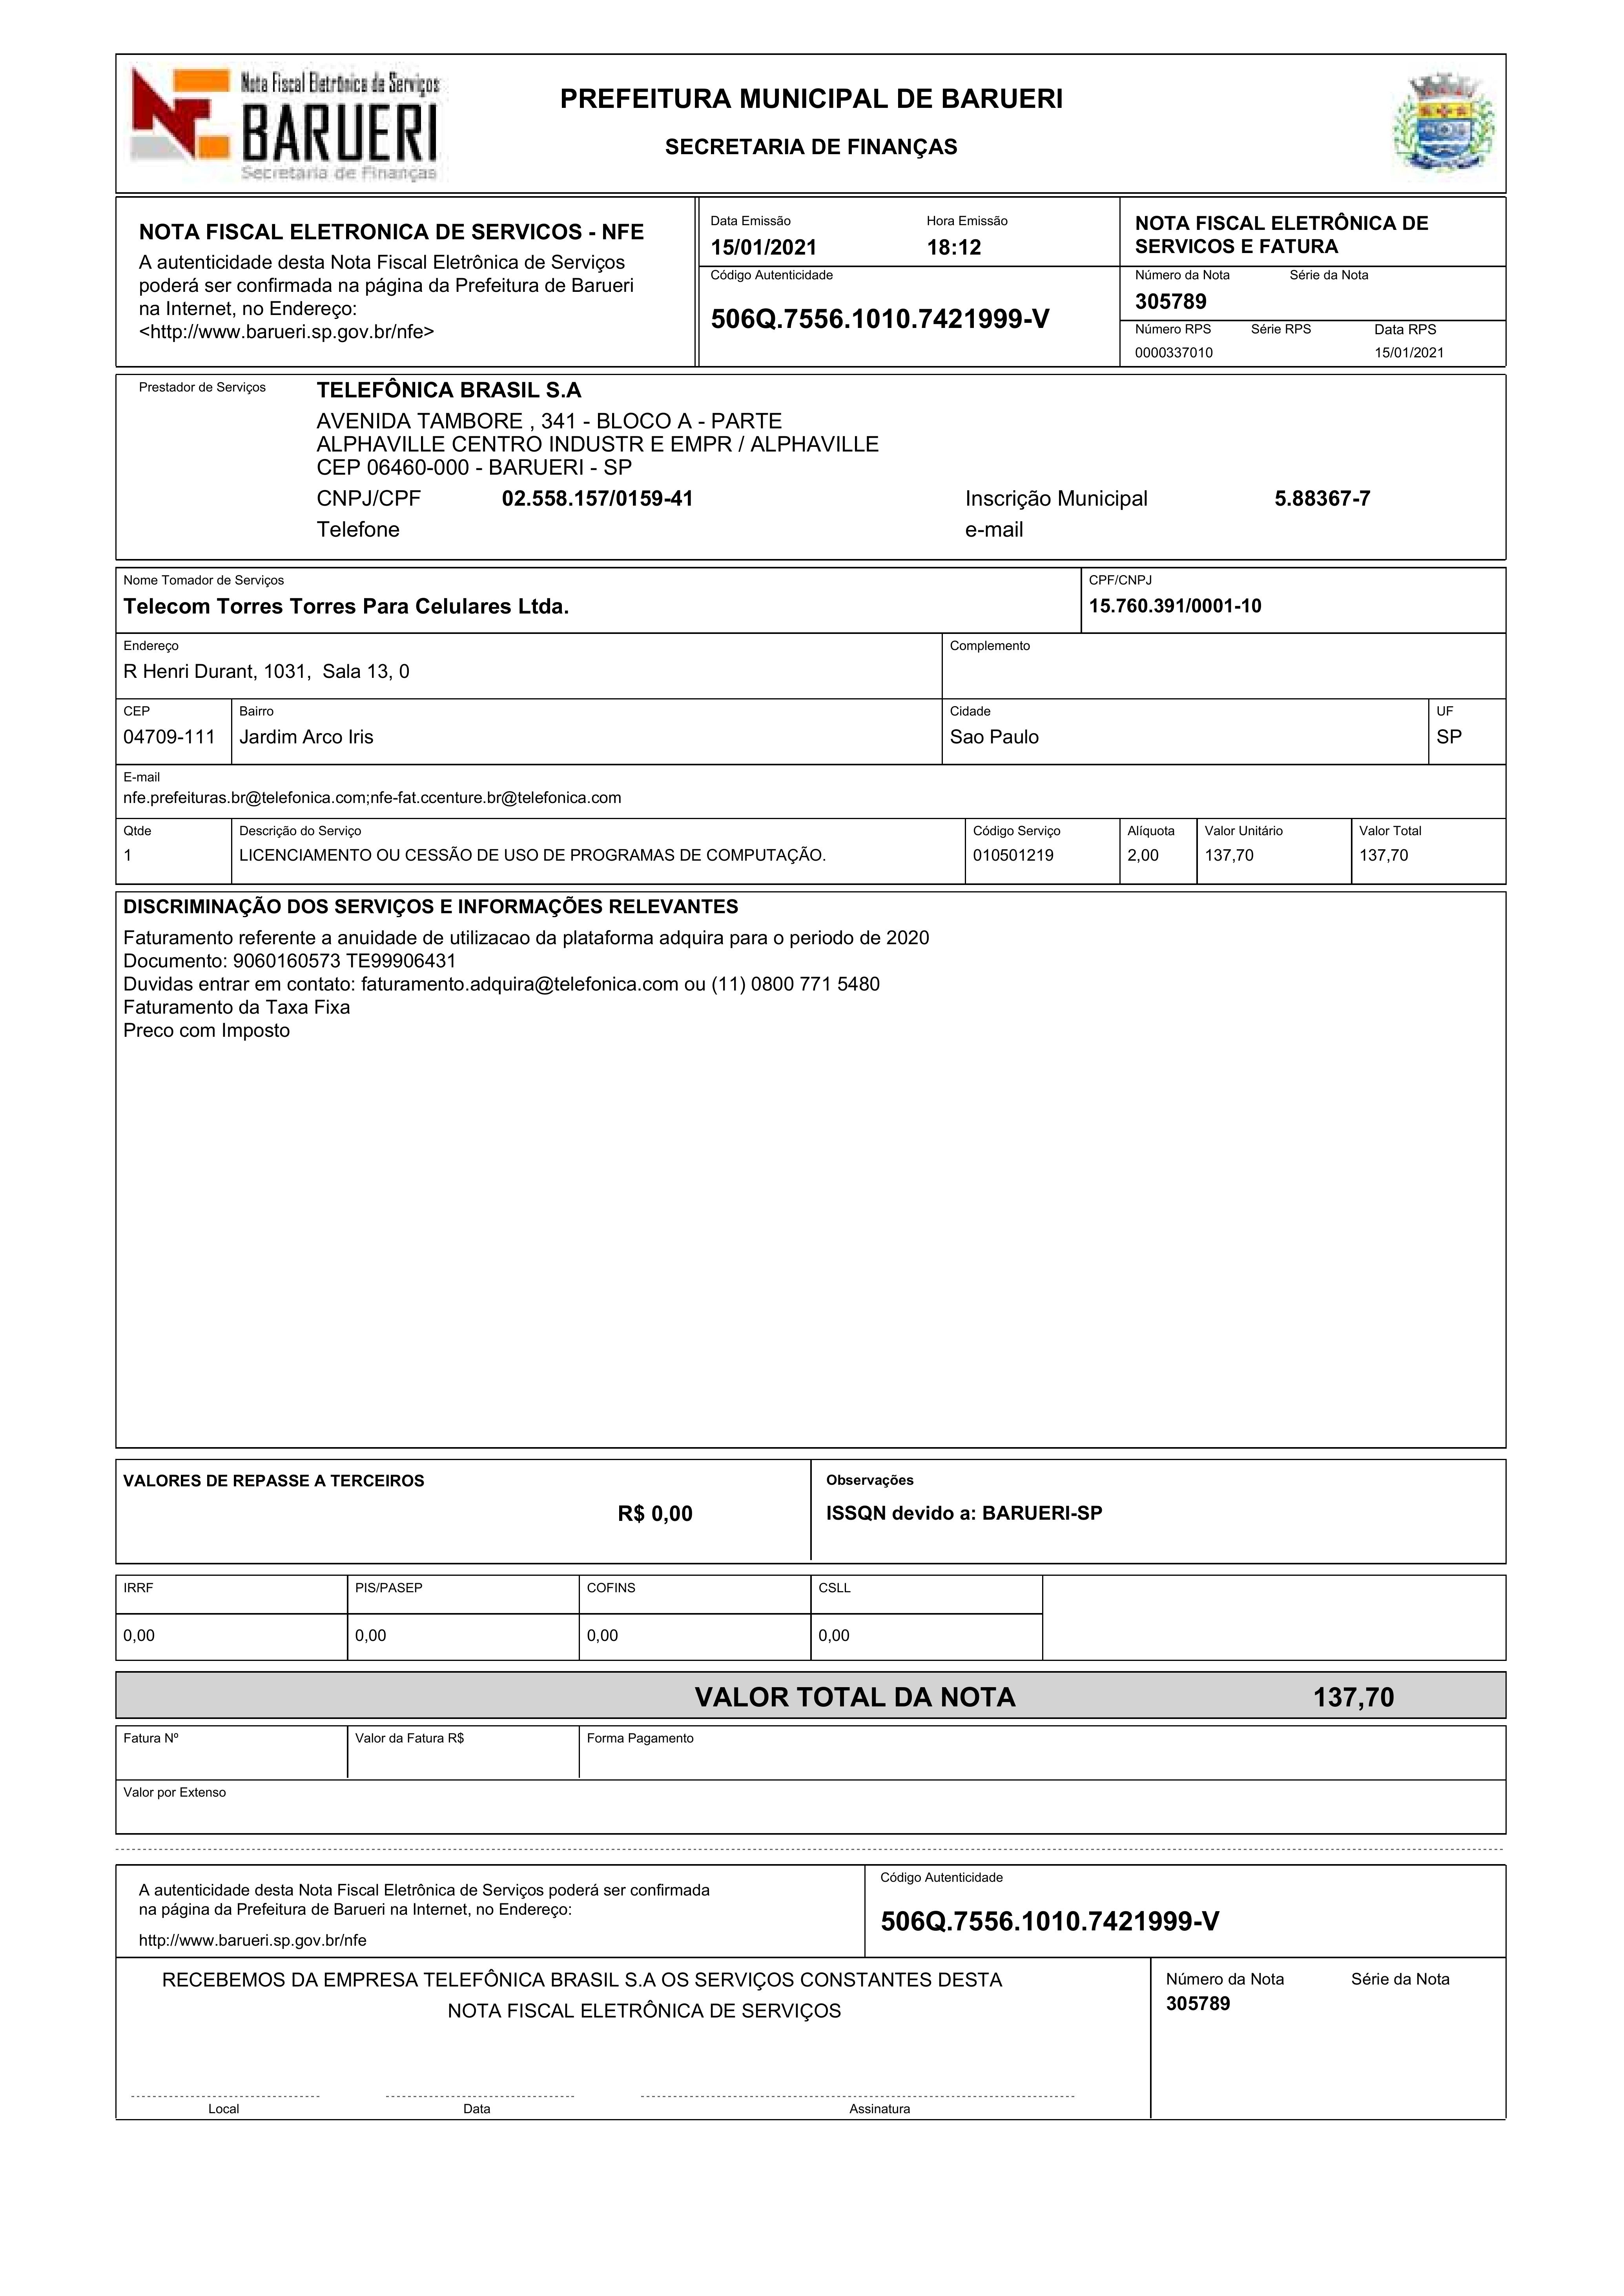 Nota Fiscal Eletrônica de Serviços
BARUERI
Secretaria de Finanças
PREFEITURA MUNICIPAL DE BARUERI
SECRETARIA DE FINANÇAS
NOTA FISCAL ELETRONICA DE SERVICOS - NFE
A autenticidade desta Nota Fiscal Eletrônica de Serviços
poderá ser confirmada na página da Prefeitura de Barueri
na Internet, no Endereço:
<http://www.barueri.sp.gov.br/nfe>
Data Emissão Hora Emissão
15/01/2021 18:12
Código Autenticidade
506Q.7556.1010.7421999-V
NOTA FISCAL ELETRÔNICA DE
SERVICOS E FATURA
Número da Nota Série da Nota
305789
Número RPS Série RPS Data RPS
0000337010 15/01/2021
Prestador de Serviços TELEFÔNICA BRASIL S.A
AVENIDA TAMBORE , 341 - BLOCO A - PARTE
ALPHAVILLE CENTRO INDUSTR E EMPR / ALPHAVILLE
CEP 06460-000 - BARUERI - SP
CNPJ/CPF 02.558.157/0159-41 Inscrição Municipal 5.88367-7
Telefone e-mail
Nome Tomador de Serviços CPF/CNPJ
Telecom Torres Torres Para Celulares Ltda. 15.760.391/0001-10
Endereço Complemento
R Henri Durant, 1031, Sala 13, 0
CEP Bairro Cidade UF
04709-111 Jardim Arco Iris Sao Paulo SP
E-mail
nfe.prefeituras.br@telefonica.com;nfe-fat.ccenture.br@telefonica.com
Qtde Descrição do Serviço Código Serviço Alíquota Valor Unitário Valor Total
1 LICENCIAMENTO OU CESSÃO DE USO DE PROGRAMAS DE COMPUTAÇÃO. 010501219 2,00 137,70 137,70
DISCRIMINAÇÃO DOS SERVIÇOS E INFORMAÇÕES RELEVANTES
Faturamento referente a anuidade de utilizacao da plataforma adquira para o periodo de 2020
Documento: 9060160573 TE99906431
Duvidas entrar em contato: faturamento.adquira@telefonica.com ou (11) 0800 771 5480
Faturamento da Taxa Fixa
Preco com Imposto
VALORES DE REPASSE A TERCEIROS
R$ 0,00
Observações
ISSQN devido a: BARUERI-SP
IRRF PIS/PASEP COFINS CSLL
0,00 0,00 0,00 0,00
VALOR TOTAL DA NOTA 137,70
Fatura Nº Valor da Fatura R$ Forma Pagamento
Valor por Extenso
A autenticidade desta Nota Fiscal Eletrônica de Serviços poderá ser confirmada
na página da Prefeitura de Barueri na Internet, no Endereço:
http://www.barueri.sp.gov.br/nfe
Código Autenticidade
506Q.7556.1010.7421999-V
RECEBEMOS DA EMPRESA TELEFÔNICA BRASIL S.A OS SERVIÇOS CONSTANTES DESTA
NOTA FISCAL ELETRÔNICA DE SERVIÇOS
Número da Nota Série da Nota
305789
Local Data Assinatura